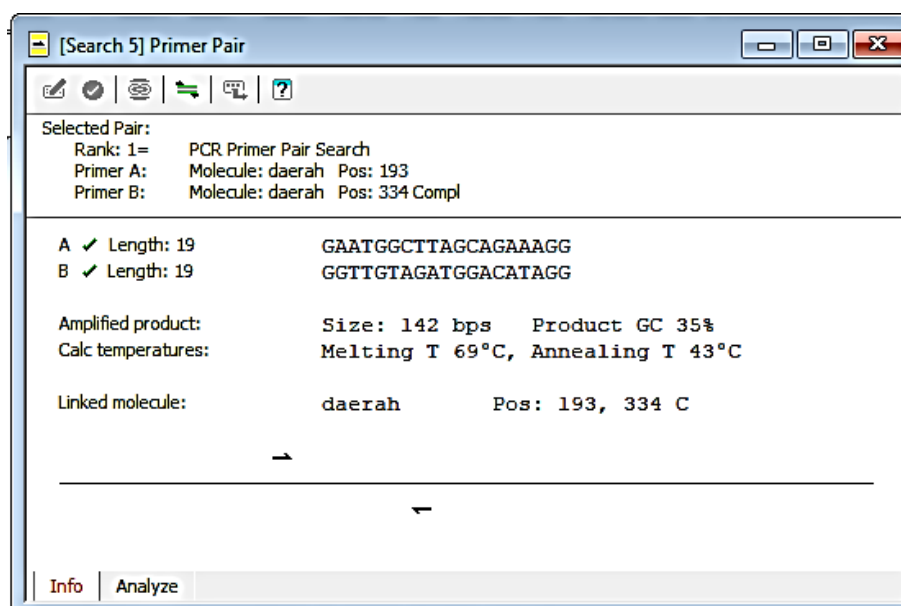 [Search 5] Primer Pair
Selected Pair:
Rank: 1= PCR Primer Pair Search
Primer A: Molecule: daerah Pos: 193
Primer B: Molecule: daerah Pos: 334 Compl
A ✓ Length: 19 GAATGGCTTAGCAGAAAGG
B ✓ Length: 19 GGTTGTAGATGGACATAGG
Amplified product: Size: 142 bps Product GC 35%
Calc temperatures: Melting T 69°C, Annealing T 43°C
Linked molecule: daerah Pos: 193, 334 C
Info Analyze